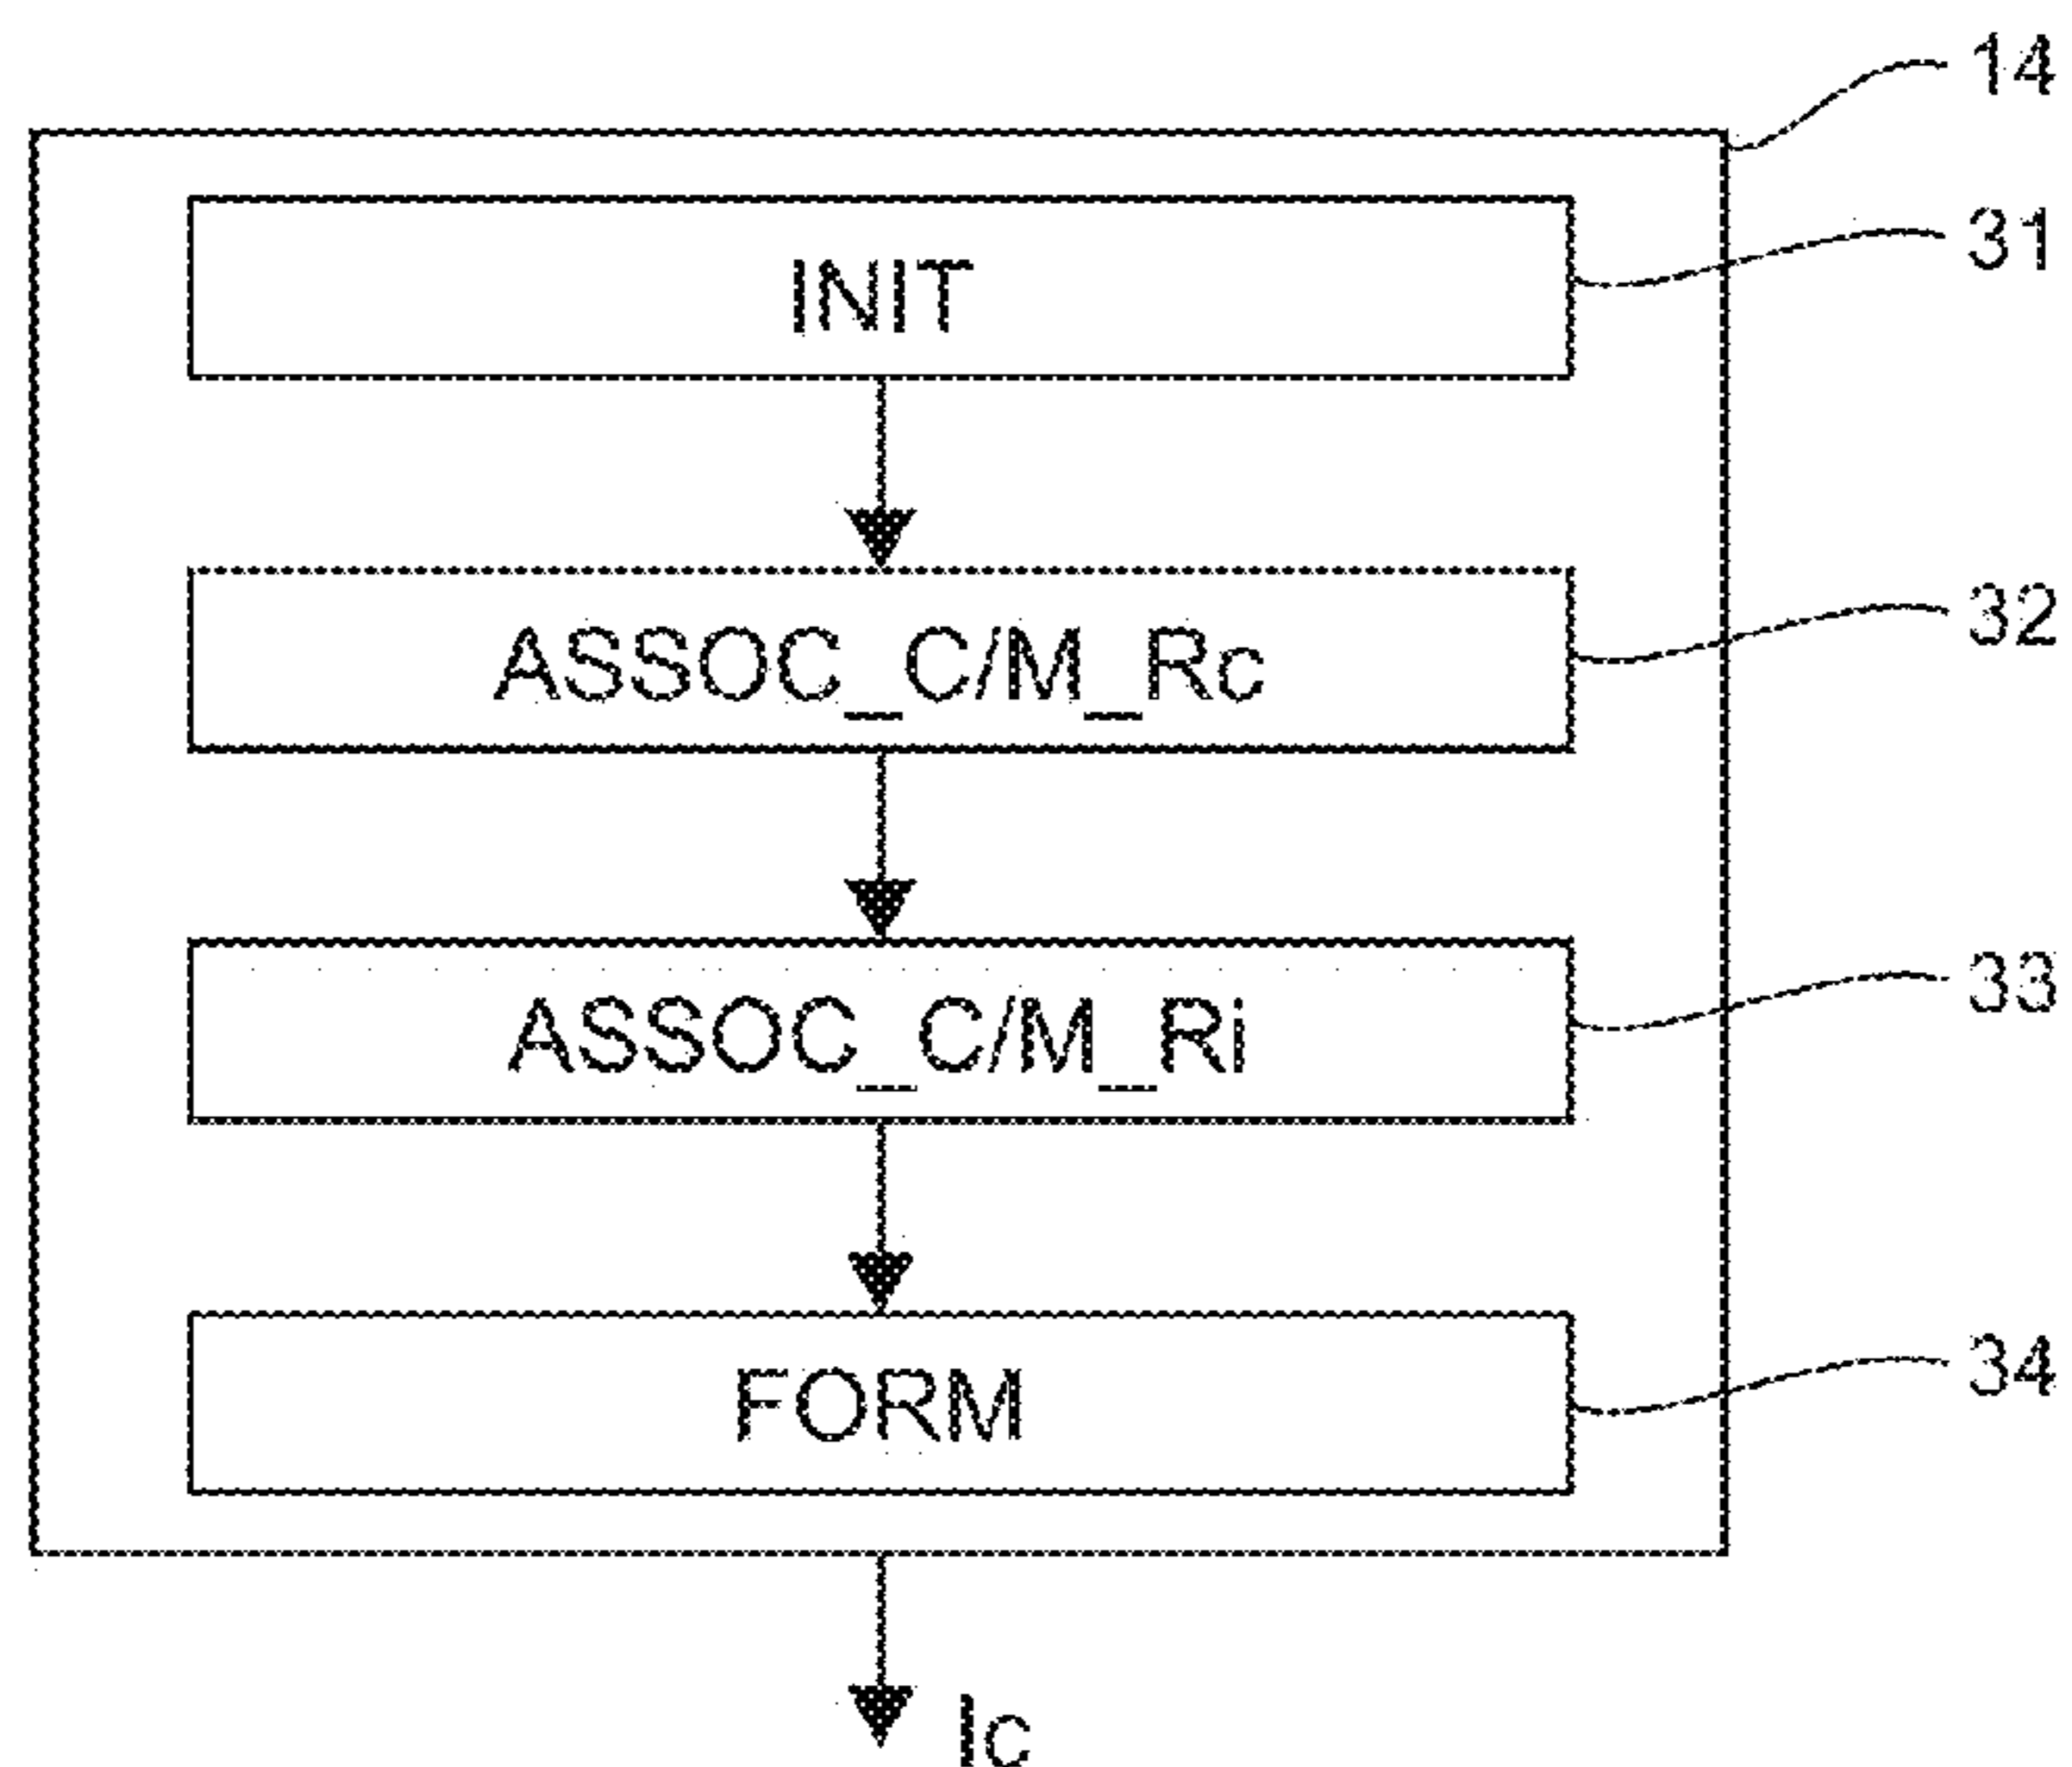 14
INIT
31
ASSOC_C/M_Rc
32
ASSOC_C/M_Ri
33
FORM
34
Ic